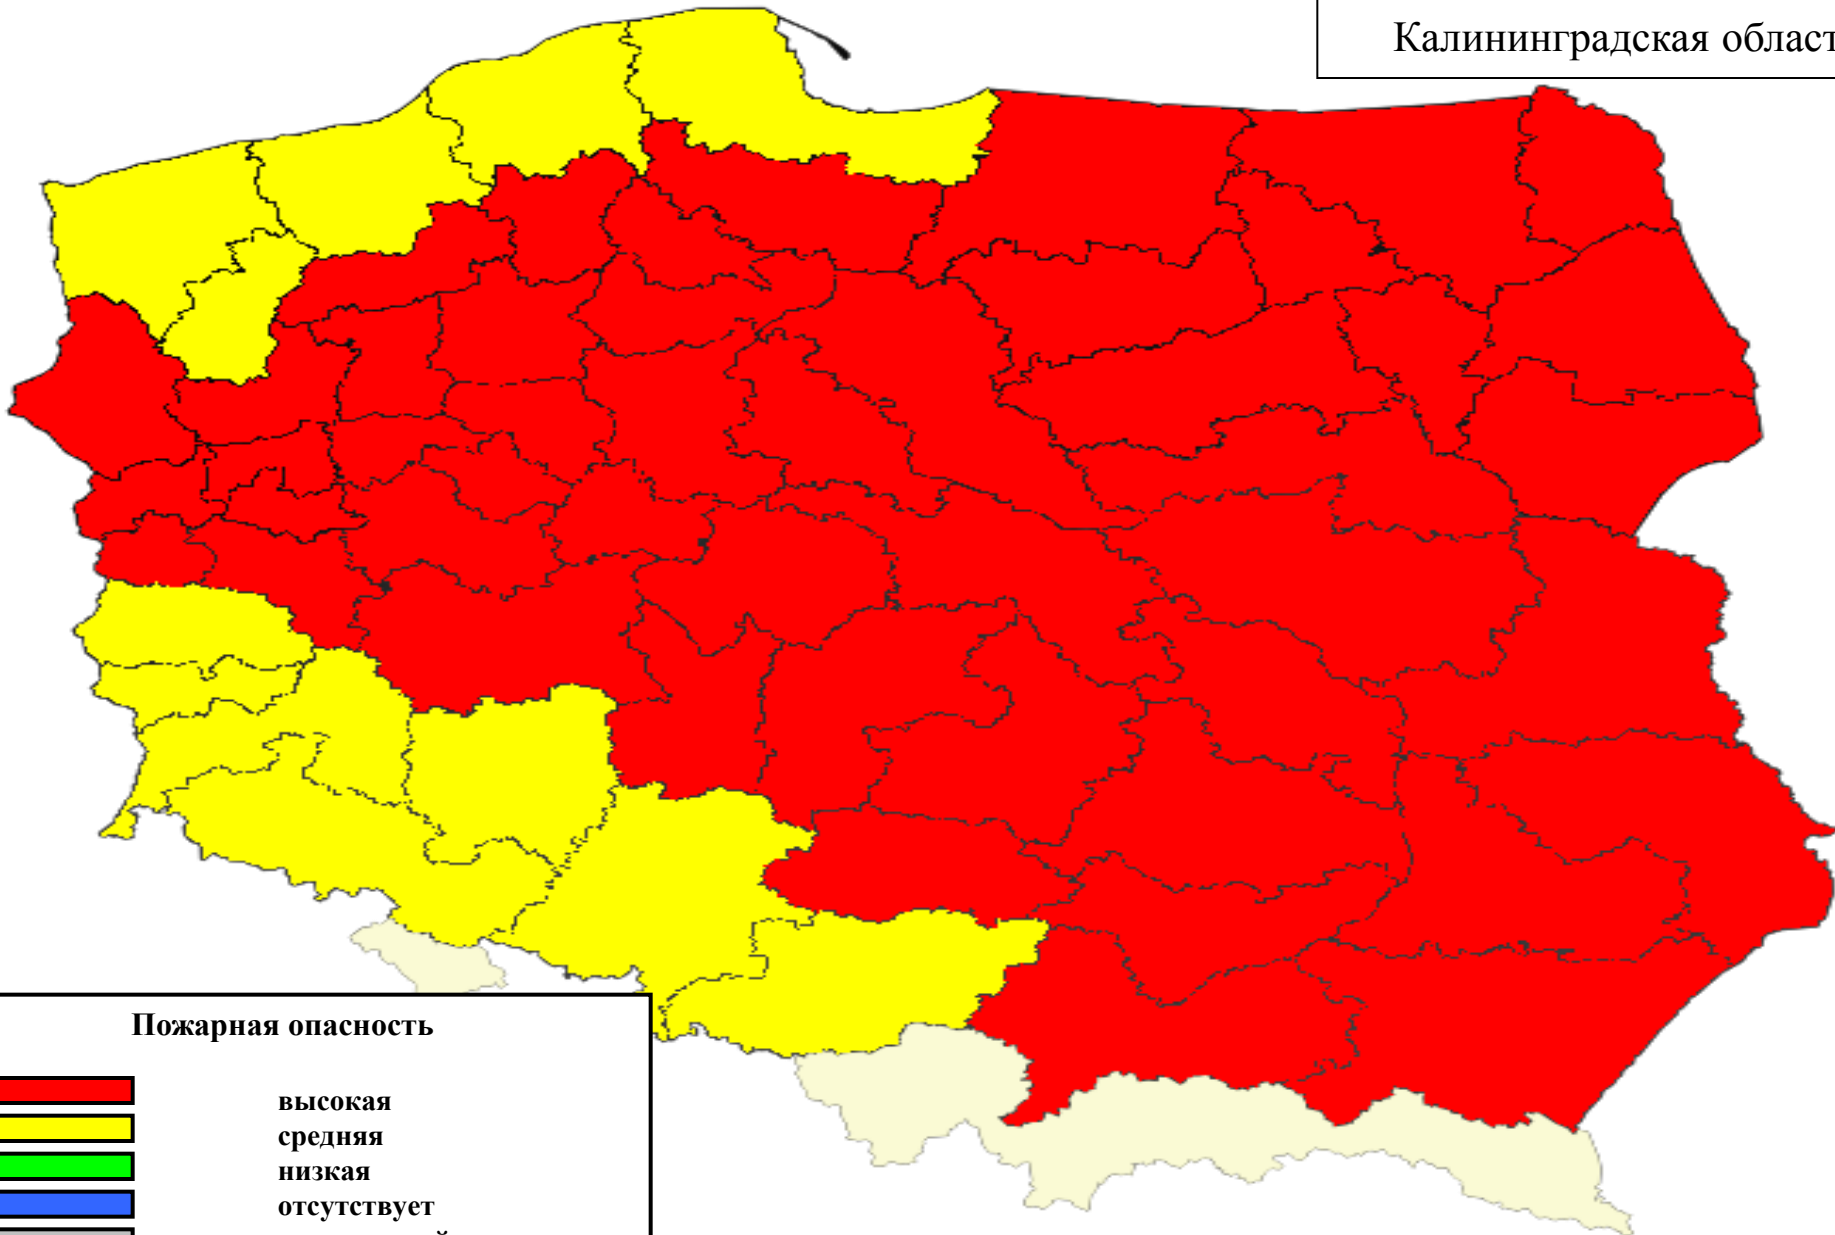 Калининградская област
Пожарная опасность
высокая
средняя
низкая
отсутствует